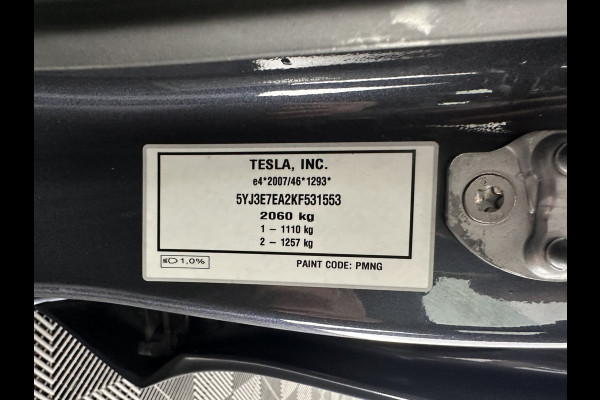 TESLA, INC.
e4*2007/46*1293*
5YJ3E7EA2KF531553
2060 kg
1 – 1110 kg
2 – 1257 kg
1,0%
PAINT CODE: PMNG